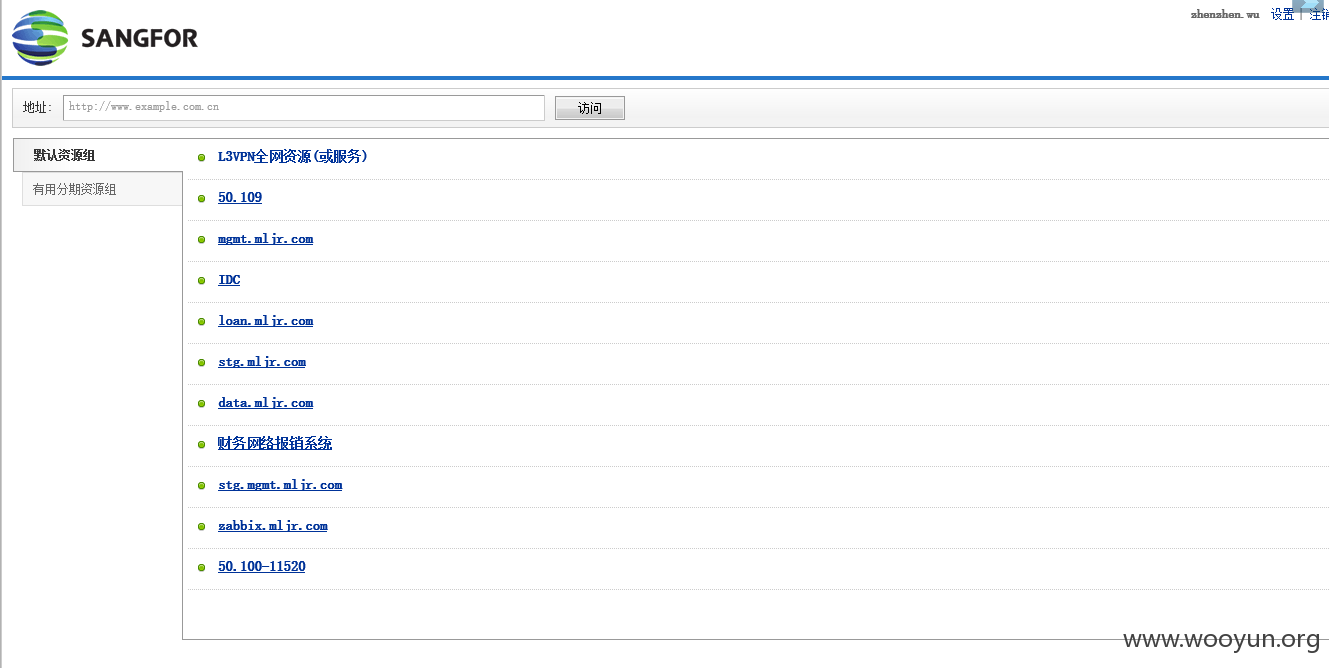 SANGFOR
zhenzhen.wu 设置 | 注销
地址: http://www.example.com.cn 访问
默认资源组
有用分期资源组
L3VPN全网资源(或服务)
50.109
mgmt.mljr.com
IDC
loan.mljr.com
stg.mljr.com
data.mljr.com
财务网络报销系统
stg.mgmt.mljr.com
zabbix.mljr.com
50.100-11520
www.wooyun.org